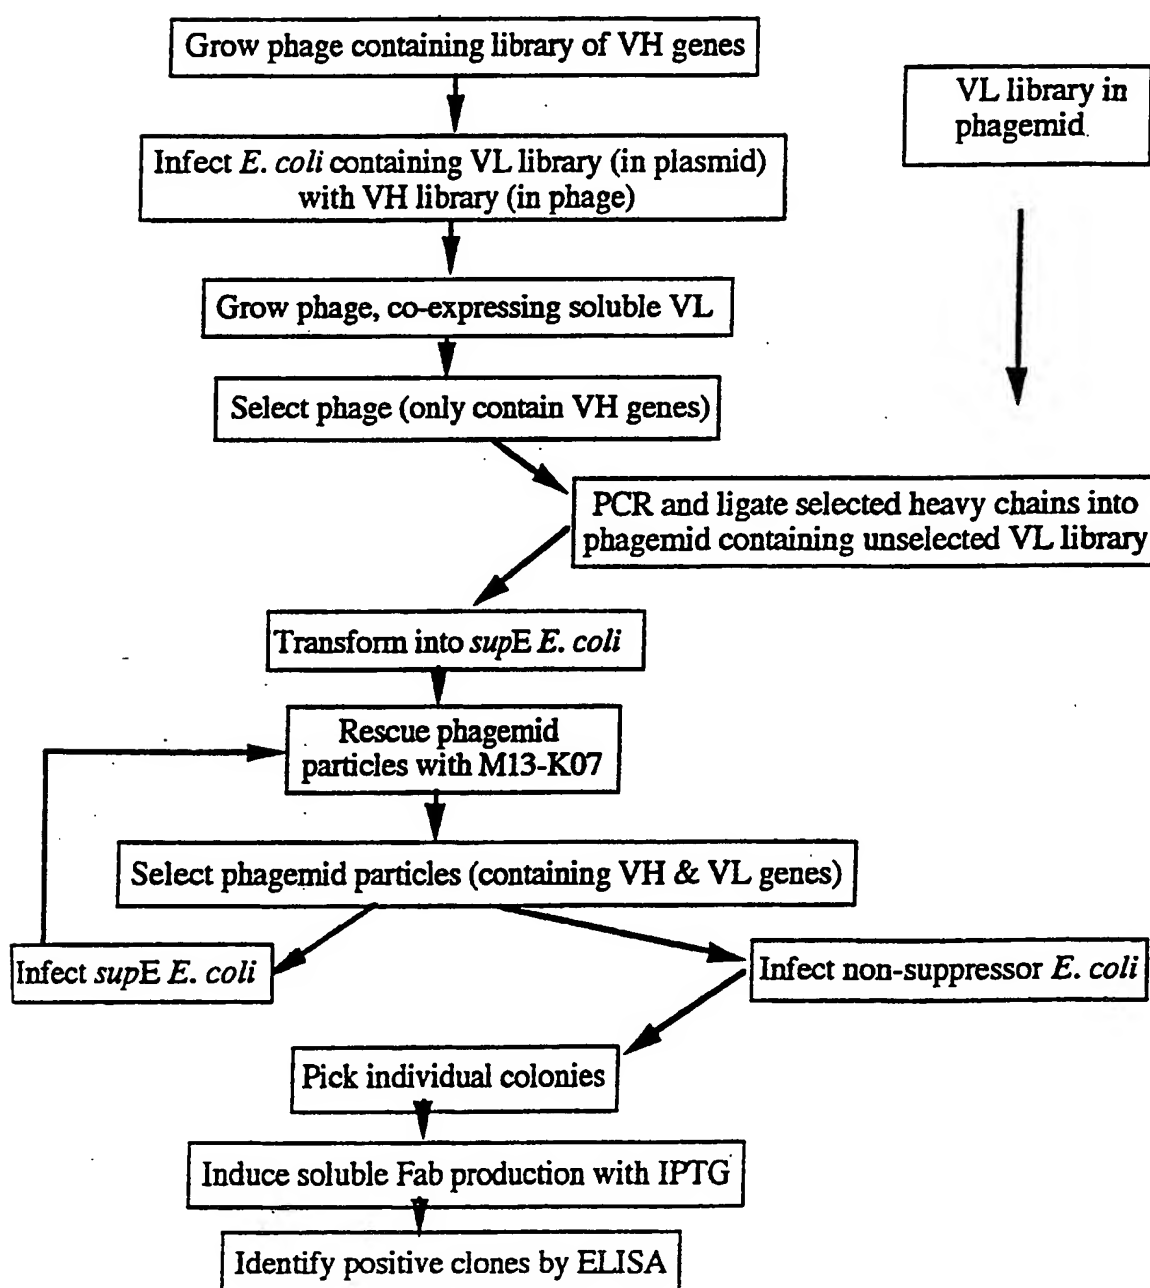 Grow phage containing library of VH genes
VL library in
phagemid.
Infect E. coli containing VL library (in plasmid)
with VH library (in phage)
Grow phage, co-expressing soluble VL
Select phage (only contain VH genes)
PCR and ligate selected heavy chains into
phagemid containing unselected VL library
Transform into supE E. coli
Rescue phagemid
particles with M13-K07
Select phagemid particles (containing VH & VL genes)
Infect supE E. coli
Infect non-suppressor E. coli
Pick individual colonies
Induce soluble Fab production with IPTG
Identify positive clones by ELISA